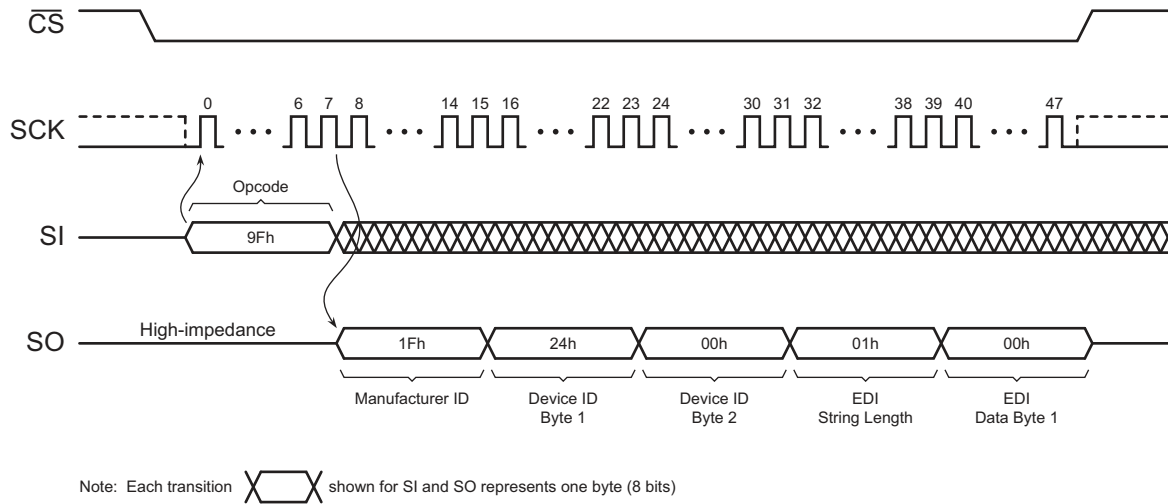 CS
0 6 7 8 14 15 16 22 23 24 30 31 32 38 39 40 47
SCK
Opcode
SI
9Fh
High-impedance
SO
1Fh 24h 00h 01h 00h
Manufacturer ID Device ID Device ID EDI EDI
Byte 1 Byte 2 String Length Data Byte 1
Note: Each transition shown for SI and SO represents one byte (8 bits)